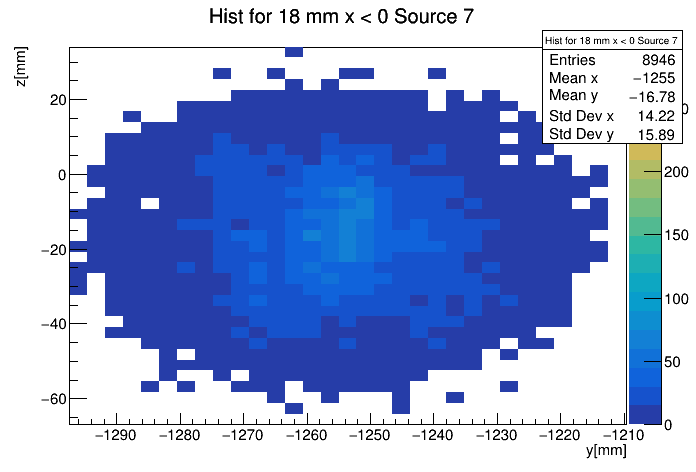 Hist for 18 mm x < 0 Source 7
z[mm]
Hist for 18 mm x < 0 Source 7
Entries 8946
Mean x −1255
Mean y −16.78
Std Dev x 14.22
Std Dev y 15.89
20
0
−20
−40
−60
0
200
150
100
50
0
−1290 −1280 −1270 −1260 −1250 −1240 −1230 −1220 −1210
y[mm]